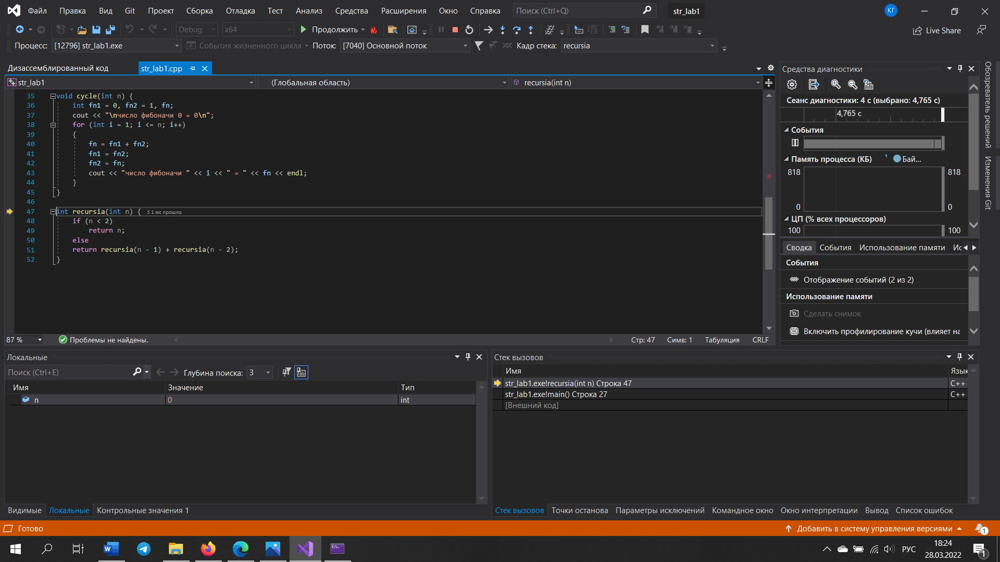 Файл Правка Вид Git Проект Сборка Отладка Тест Анализ Средства Расширения Окно Справка Поиск (Ctrl+Q) str_lab1 КГ
Debug x64 Продолжить Live Share
Процесс: [12796] str_lab1.exe События жизненного цикла Поток: [7040] Основной поток Кадр стека: recursia
Дизассемблированный код str_lab1.cpp
str_lab1 (Глобальная область) recursia(int n)
35 void cycle(int n) {
36 int fn1 = 0, fn2 = 1, fn;
37 cout << "\nчисло фибоначи 0 = 0\n";
38 for (int i = 1; i <= n; i++)
39 {
40 fn = fn1 + fn2;
41 fn1 = fn2;
42 fn2 = fn;
43 cout << "число фибоначи " << i << " = " << fn << endl;
44 }
45 }
46
47 int recursia(int n) { ≤ 1 мс прошло
48 if (n < 2)
49 return n;
50 else
51 return recursia(n - 1) + recursia(n - 2);
52 }
87 % Проблемы не найдены. Стр: 47 Симв: 1 Табуляция CRLF
Средства диагностики
Сеанс диагностики: 4 с (выбрано: 4,765 с)
4,765 с
События
Память процесса (КБ) Бай...
818 818
0 0
ЦП (% всех процессоров)
100 100
Сводка События Использование памяти Ис
События
Отображение событий (2 из 2)
Использование памяти
Сделать снимок
Включить профилирование кучи (влияет на
Обозреватель решений
Изменения Git
Локальные
Поиск (Ctrl+E) Глубина поиска: 3
Имя Значение Тип
n 0 int
Видимые Локальные Контрольные значения 1
Стек вызовов
Имя Язык
str_lab1.exe!recursia(int n) Строка 47 C++
str_lab1.exe!main() Строка 27 C++
[Внешний код]
Стек вызовов Точки останова Параметры исключений Командное окно Окно интерпретации Вывод Список ошибок
Готово Добавить в систему управления версиями 1
РУС 18:24
28.03.2022 1